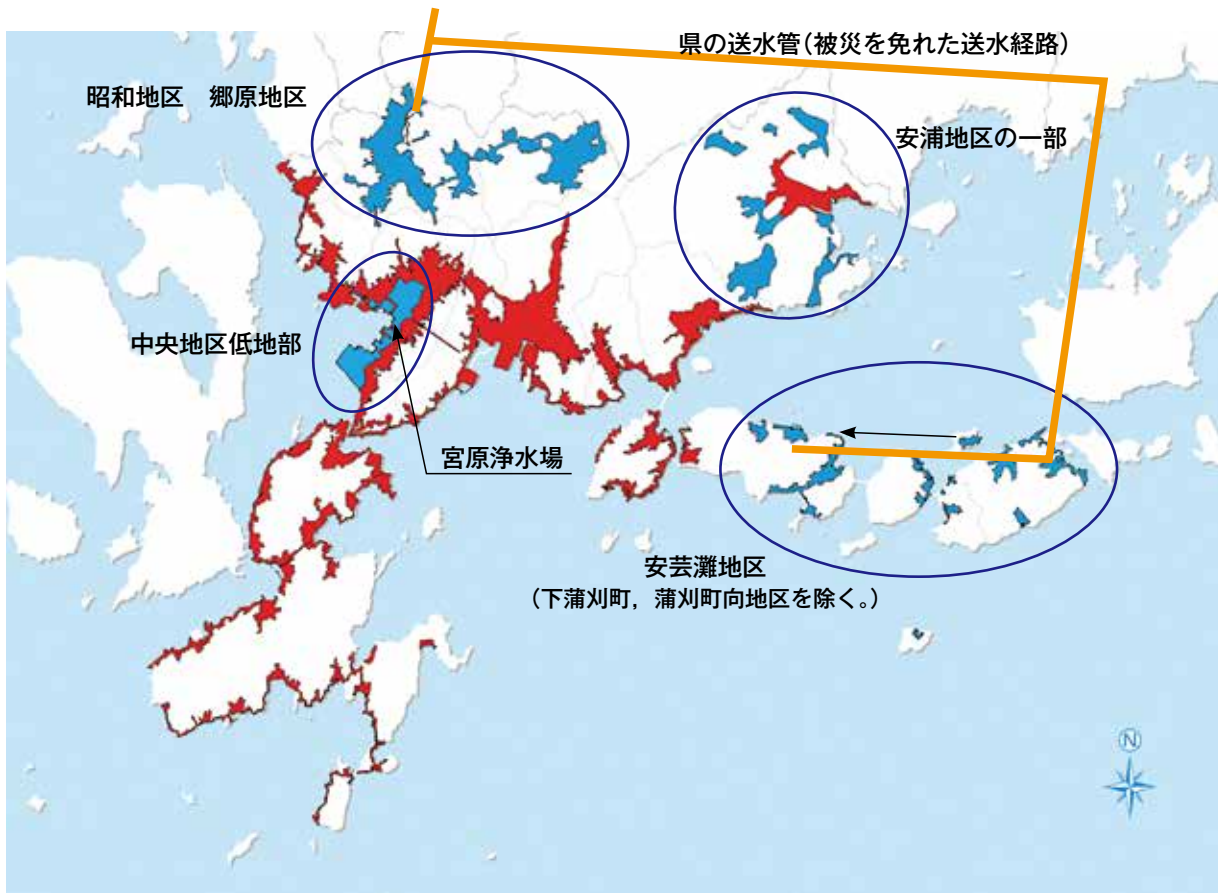 県の送水管(被災を免れた送水経路)
昭和地区　郷原地区
安浦地区の一部
中央地区低地部
宮原浄水場
安芸灘地区
（下蒲刈町，蒲刈町向地区を除く。）
N